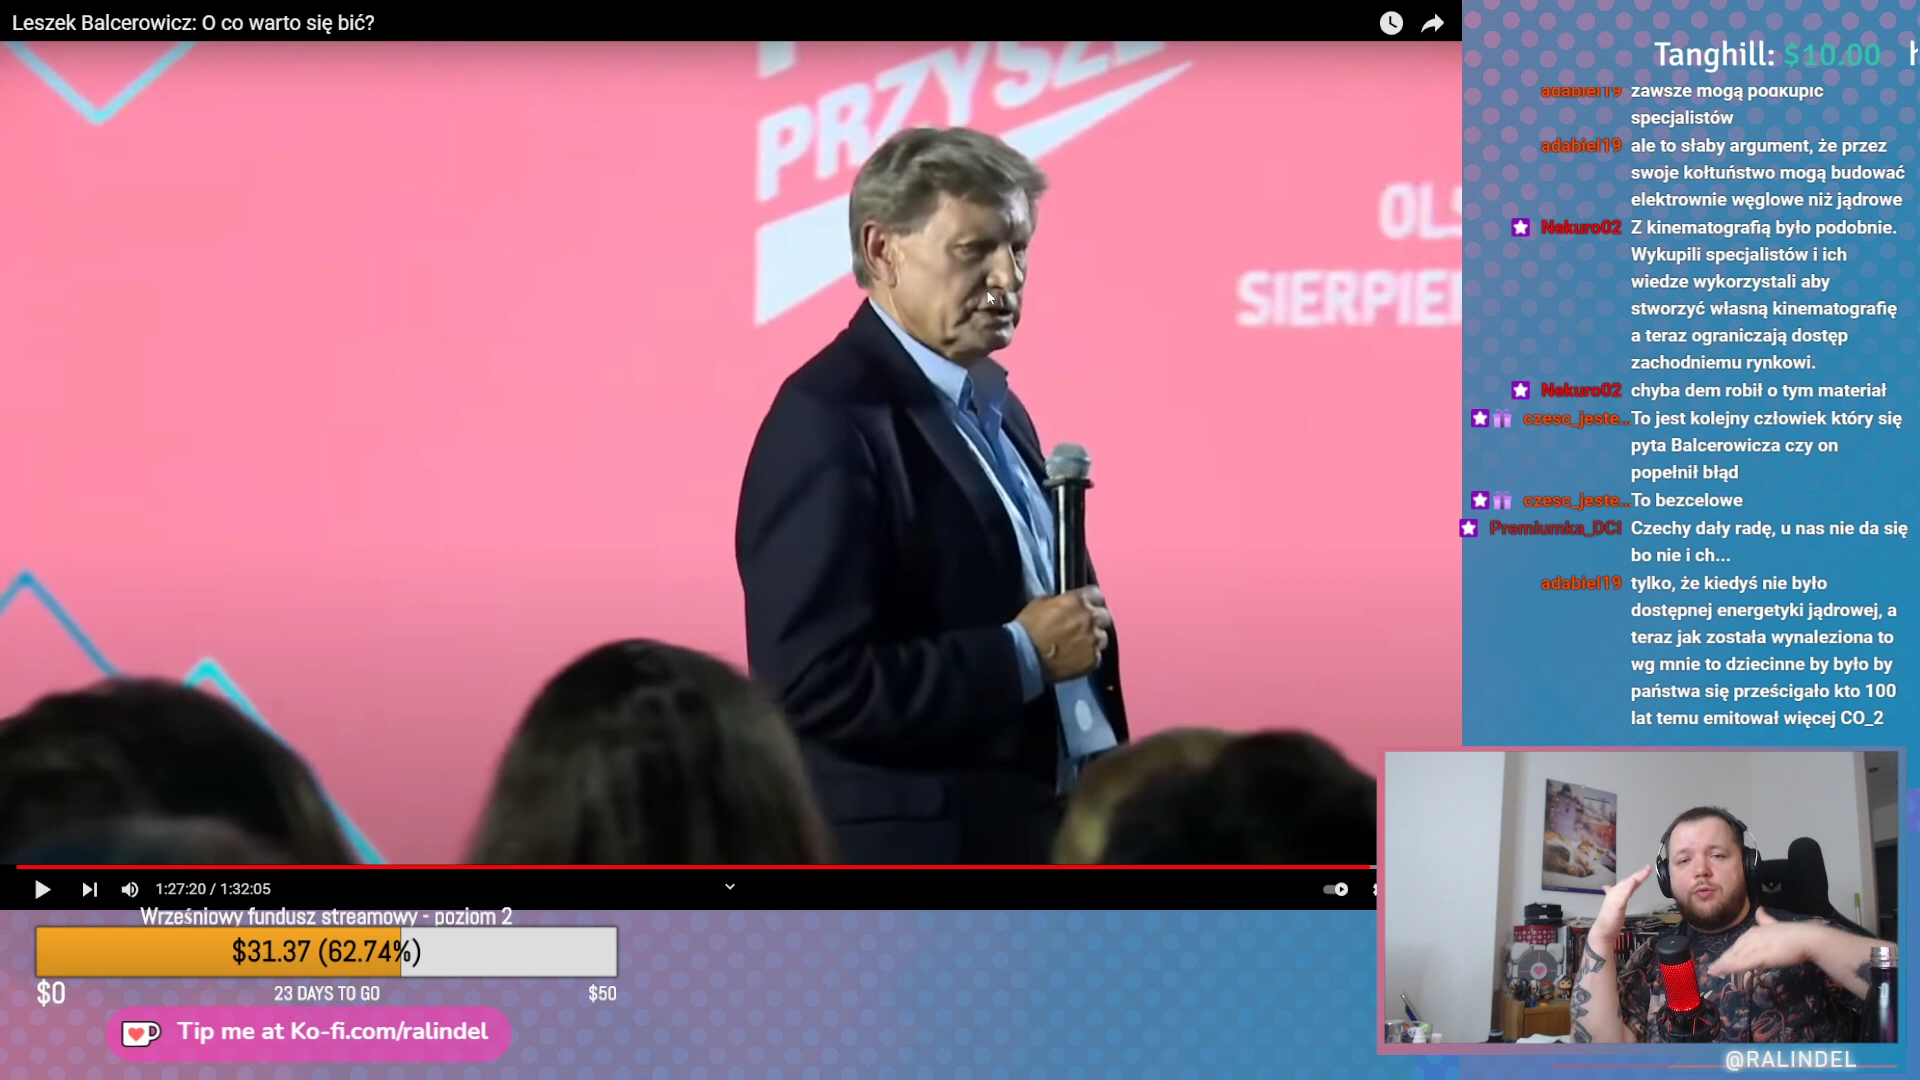 Leszek Balcerowicz: O co warto się bić?
PRZYSZŁ
OLS
SIERPIE
1:27:20 / 1:32:05
Wrześniowy fundusz streamowy - poziom 2
$31.37 (62.74%)
$0
23 DAYS TO GO
$50
Tip me at Ko-fi.com/ralindel
Tanghill: $10.00
adabiel19 zawsze mogą podkupić
specjalistów
adabiel19 ale to słaby argument, że przez
swoje kołtuństwo mogą budować
elektrownie węglowe niż jądrowe
Nekuro02 Z kinematografią było podobnie.
Wykupili specjalistów i ich
wiedze wykorzystali aby
stworzyć własną kinematografię
a teraz ograniczają dostęp
zachodniemu rynkowi.
Nekuro02 chyba dem robił o tym materiał
czesc_jeste... To jest kolejny człowiek który się
pyta Balcerowicza czy on
popełnił błąd
czesc_jeste... To bezcelowe
Premiumka_DCI Czechy dały radę, u nas nie da się
bo nie i ch...
adabiel19 tylko, że kiedyś nie było
dostępnej energetyki jądrowej, a
teraz jak została wynaleziona to
wg mnie to dziecinne by było by
państwa się prześcigało kto 100
lat temu emitował więcej CO_2
@RALINDEL